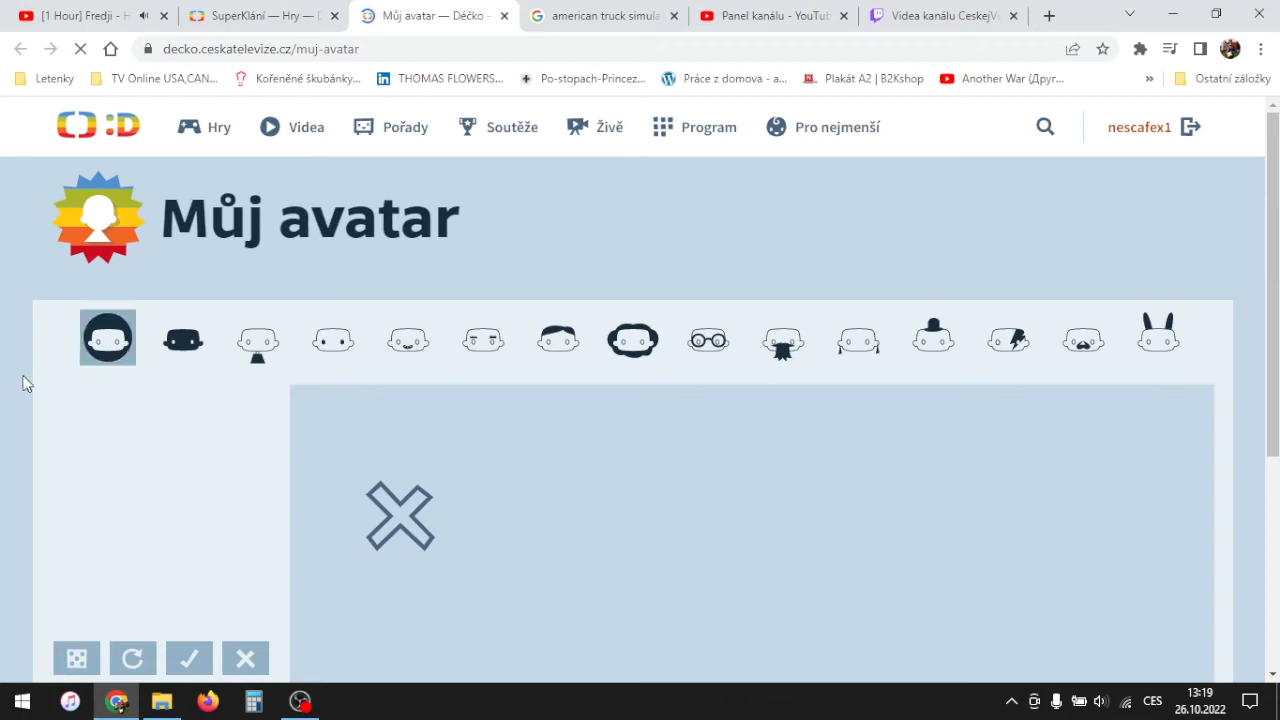 [1 Hour] Fredji - H
SuperKlání — Hry — D
Můj avatar — Déčko –
american truck simula
Panel kanálu - YouTub
Videa kanálu CeskejVi
decko.ceskatelevize.cz/muj-avatar
Letenky
TV Online USA,CAN...
Kořeněné škubánky...
THOMAS FLOWERS...
Po-stopach-Princez...
Práce z domova - a...
Plakát A2 | B2Kshop
Another War (Друг...
»
Ostatní záložky
:D
Hry
Videa
Pořady
Soutěže
Živě
Program
Pro nejmenší
nescafex1
Můj avatar
CES
13:19
26.10.2022